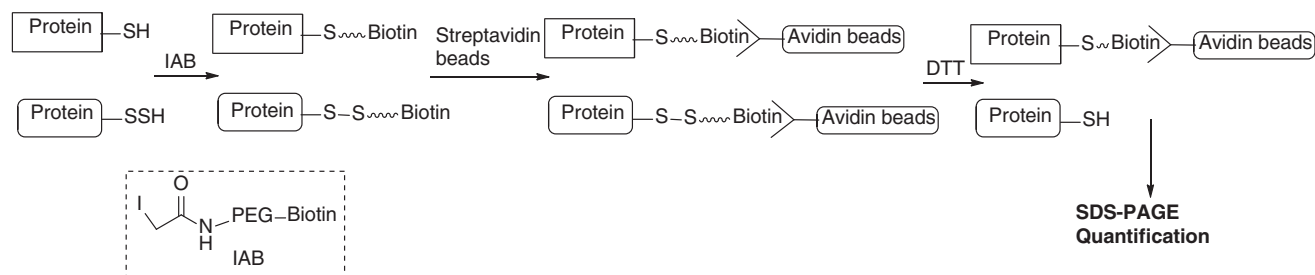 Protein SH
IAB
Protein S Biotin
Streptavidin
beads
Protein S Biotin Avidin beads
DTT
Protein S Biotin Avidin beads
Protein SSH
Protein S S Biotin
Protein S S Biotin Avidin beads
Protein SH
O
I
N
H
PEG Biotin
IAB
SDS-PAGE
Quantification